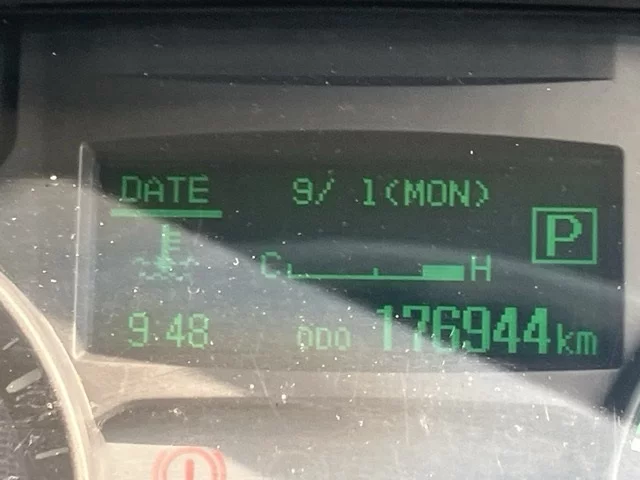 DATE 9/ 1(MON)
P
C H
9:48 ODO 176944km